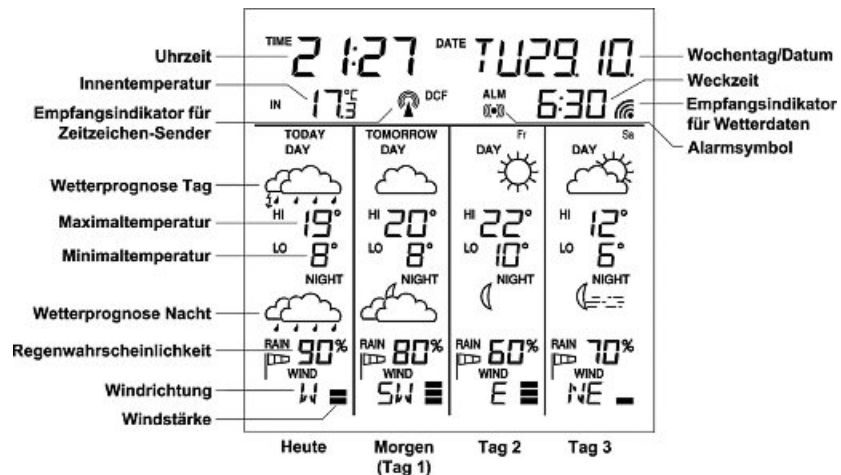 Uhrzeit
Innentemperatur
Empfangsindikator für
Zeitzeichen-Sender
Wetterprognose Tag
Maximaltemperatur
Minimaltemperatur
Wetterprognose Nacht
Regenwahrscheinlichkeit
Windrichtung
Windstärke
TIME 21:27 DATE TU 29.10.
IN 17.3 °C DCF ALM 6:30
TODAY TOMORROW Fr Sa
DAY DAY DAY DAY
HI 19° HI 20° HI 22° HI 12°
LO 8° LO 8° LO 10° LO 6°
NIGHT NIGHT NIGHT NIGHT
RAIN 90% RAIN 80% RAIN 60% RAIN 70%
WIND WIND WIND WIND
W SW E NE
Heute Morgen Tag 2 Tag 3
(Tag 1)
Wochentag/Datum
Weckzeit
Empfangsindikator
für Wetterdaten
Alarmsymbol